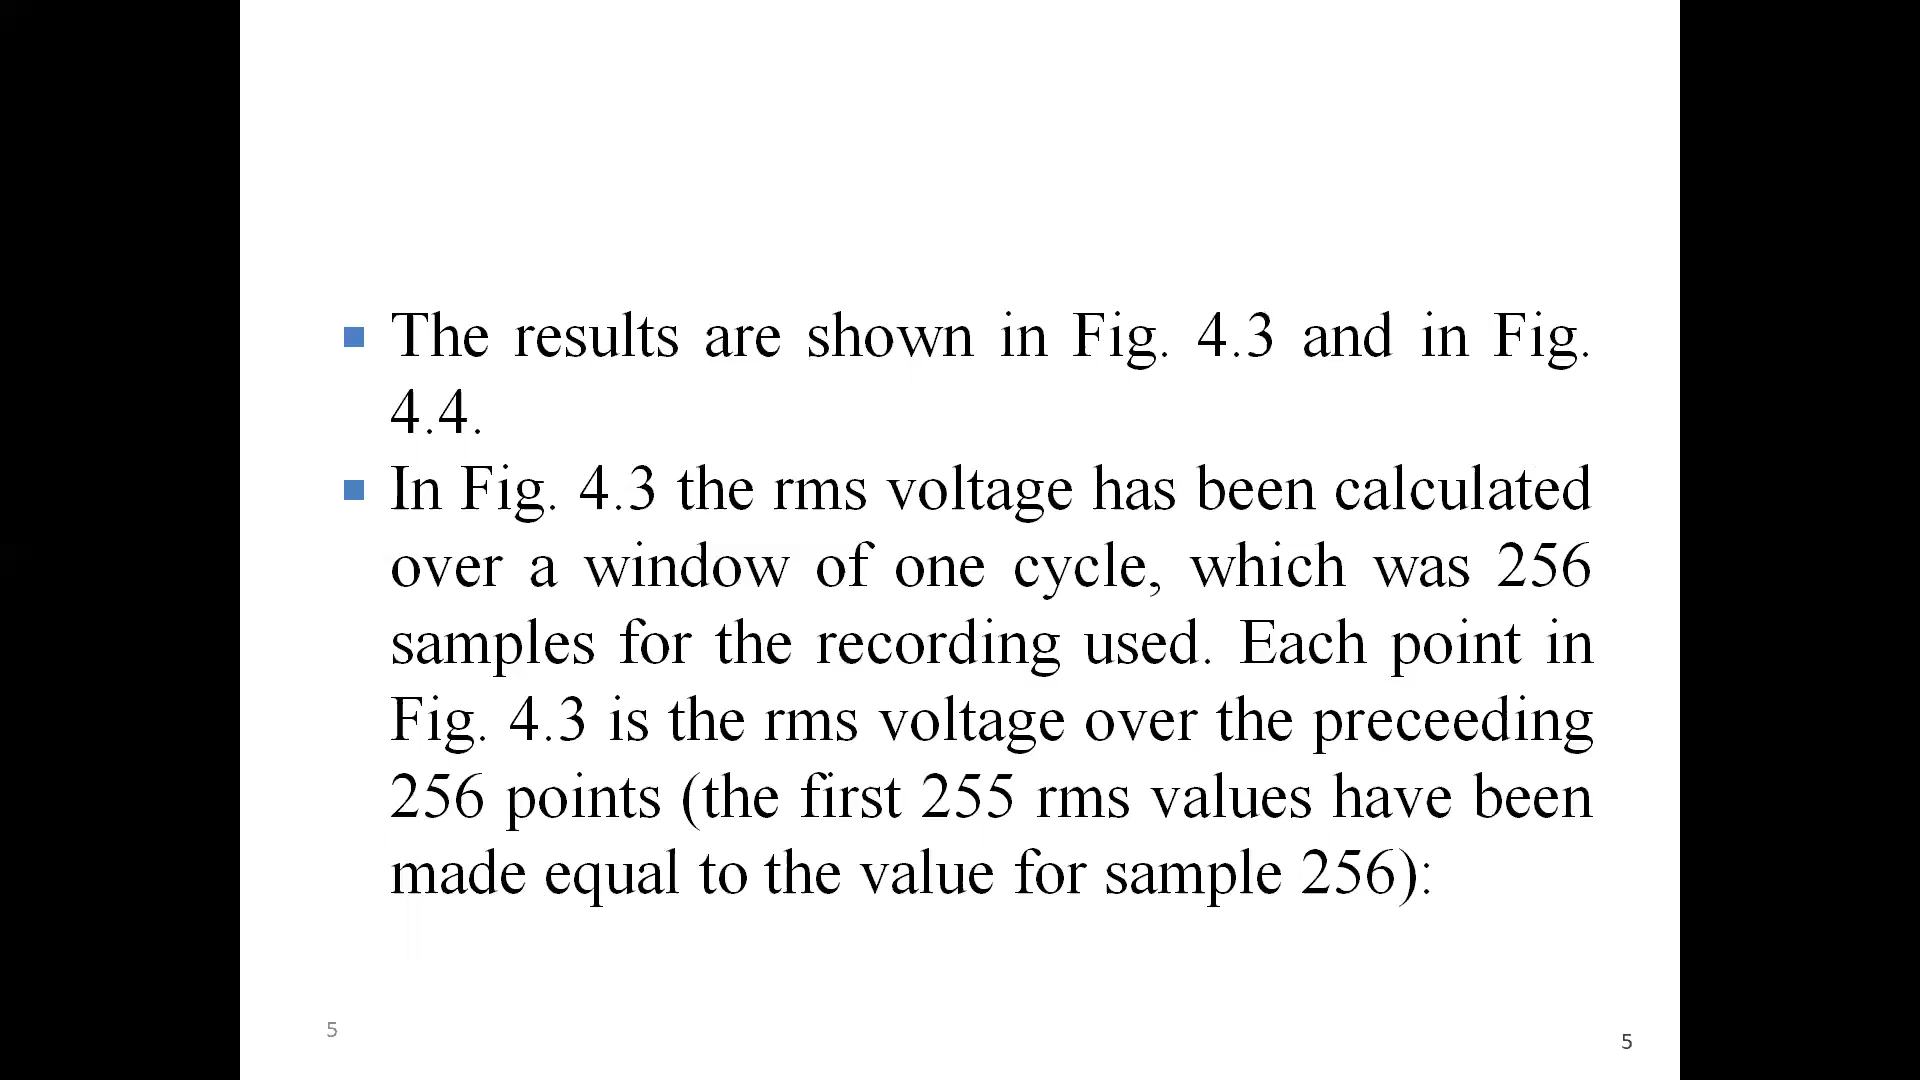 The results are shown in Fig. 4.3 and in Fig.
4.4.
In Fig. 4.3 the rms voltage has been calculated
over a window of one cycle, which was 256
samples for the recording used. Each point in
Fig. 4.3 is the rms voltage over the preceeding
256 points (the first 255 rms values have been
made equal to the value for sample 256):
5
5